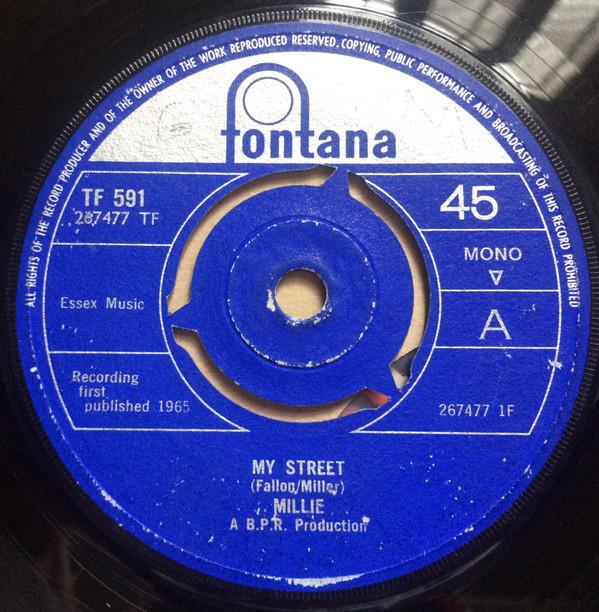 ALL RIGHTS OF THE RECORD PRODUCER AND OF THE OWNER OF THE WORK REPRODUCED RESERVED. COPYING, PUBLIC PERFORMANCE AND BROADCASTING OF THIS RECORD PROHIBITED
fontana
TF 591
267477 TF
45
MONO
Essex Music
A
Recording
first
published 1965
267477 1F
MY STREET
(Fallon/Miller)
MILLIE
A B.P.R. Production